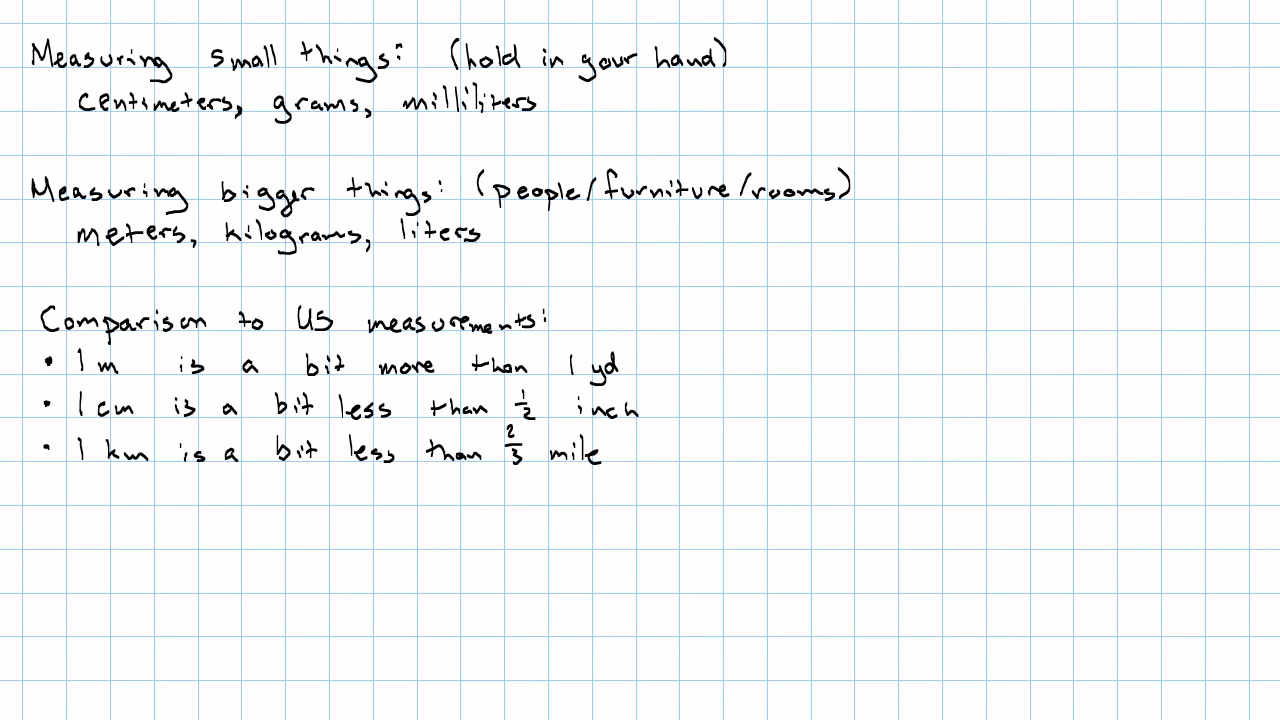 Measuring small things: (hold in your hand)
centimeters, grams, milliliters
Measuring bigger things: (people/furniture/rooms)
meters, kilograms, liters
Comparison to US measurements:
• 1 m is a bit more than 1 yd
• 1 cm is a bit less than 1/2 inch
• 1 km is a bit less than 2/3 mile